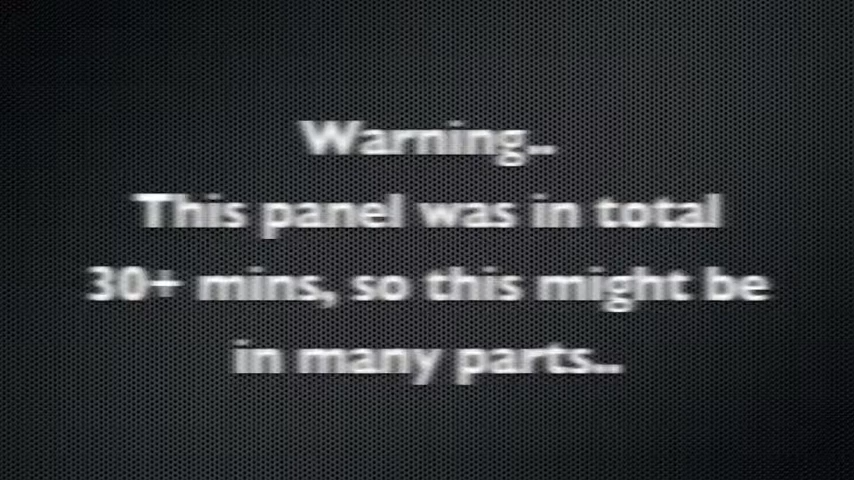 Warning..
This panel was in total
30+ mins, so this might be
in many parts...